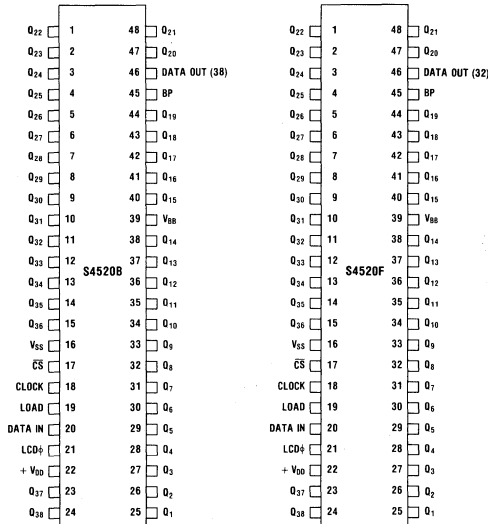 Q22 1 48 Q21
Q23 2 47 Q20
Q24 3 46 DATA OUT (38)
Q25 4 45 BP
Q26 5 44 Q19
Q27 6 43 Q18
Q28 7 42 Q17
Q29 8 41 Q16
Q30 9 40 Q15
Q31 10 39 VBB
Q32 11 38 Q14
Q33 12 37 Q13
S4520B
Q34 13 36 Q12
Q35 14 35 Q11
Q36 15 34 Q10
VSS 16 33 Q9
CS 17 32 Q8
CLOCK 18 31 Q7
LOAD 19 30 Q6
DATA IN 20 29 Q5
LCDϕ 21 28 Q4
+ VDD 22 27 Q3
Q37 23 26 Q2
Q38 24 25 Q1
Q22 1 48 Q21
Q23 2 47 Q20
Q24 3 46 DATA OUT (32)
Q25 4 45 BP
Q26 5 44 Q19
Q27 6 43 Q18
Q28 7 42 Q17
Q29 8 41 Q16
Q30 9 40 Q15
Q31 10 39 VBB
Q32 11 38 Q14
Q33 12 37 Q13
S4520F
Q34 13 36 Q12
Q35 14 35 Q11
Q36 15 34 Q10
VSS 16 33 Q9
CS 17 32 Q8
CLOCK 18 31 Q7
LOAD 19 30 Q6
DATA IN 20 29 Q5
LCDϕ 21 28 Q4
+ VDD 22 27 Q3
Q37 23 26 Q2
Q38 24 25 Q1